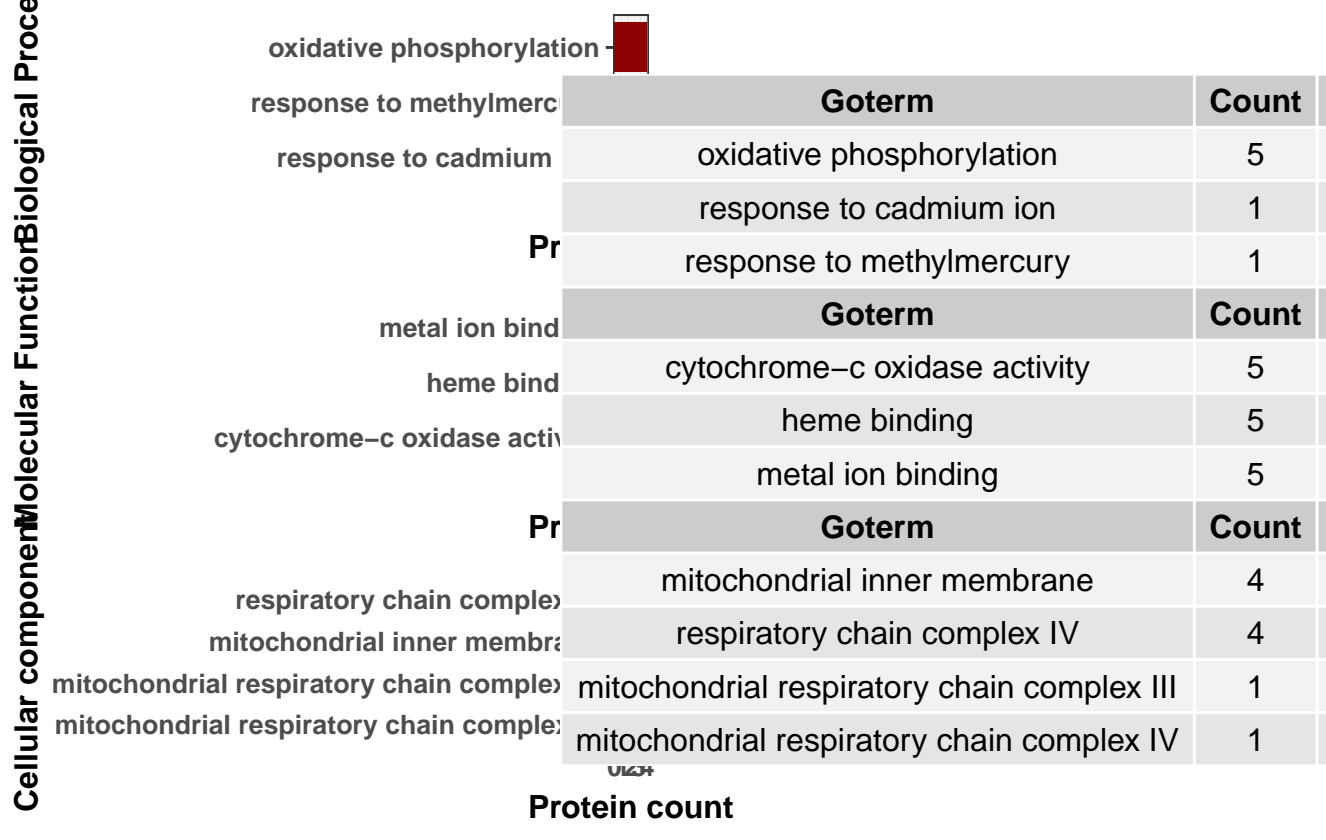 Biological Proce
oxidative phosphorylation
response to methylmerc
response to cadmium
Pr
Molecular Function
metal ion bind
heme bind
cytochrome−c oxidase activ
Pr
Cellular component
respiratory chain complex
mitochondrial inner membra
mitochondrial respiratory chain complex
mitochondrial respiratory chain complex
Protein count
Goterm Count
oxidative phosphorylation 5
response to cadmium ion 1
response to methylmercury 1
Goterm Count
cytochrome−c oxidase activity 5
heme binding 5
metal ion binding 5
Goterm Count
mitochondrial inner membrane 4
respiratory chain complex IV 4
mitochondrial respiratory chain complex III 1
mitochondrial respiratory chain complex IV 1